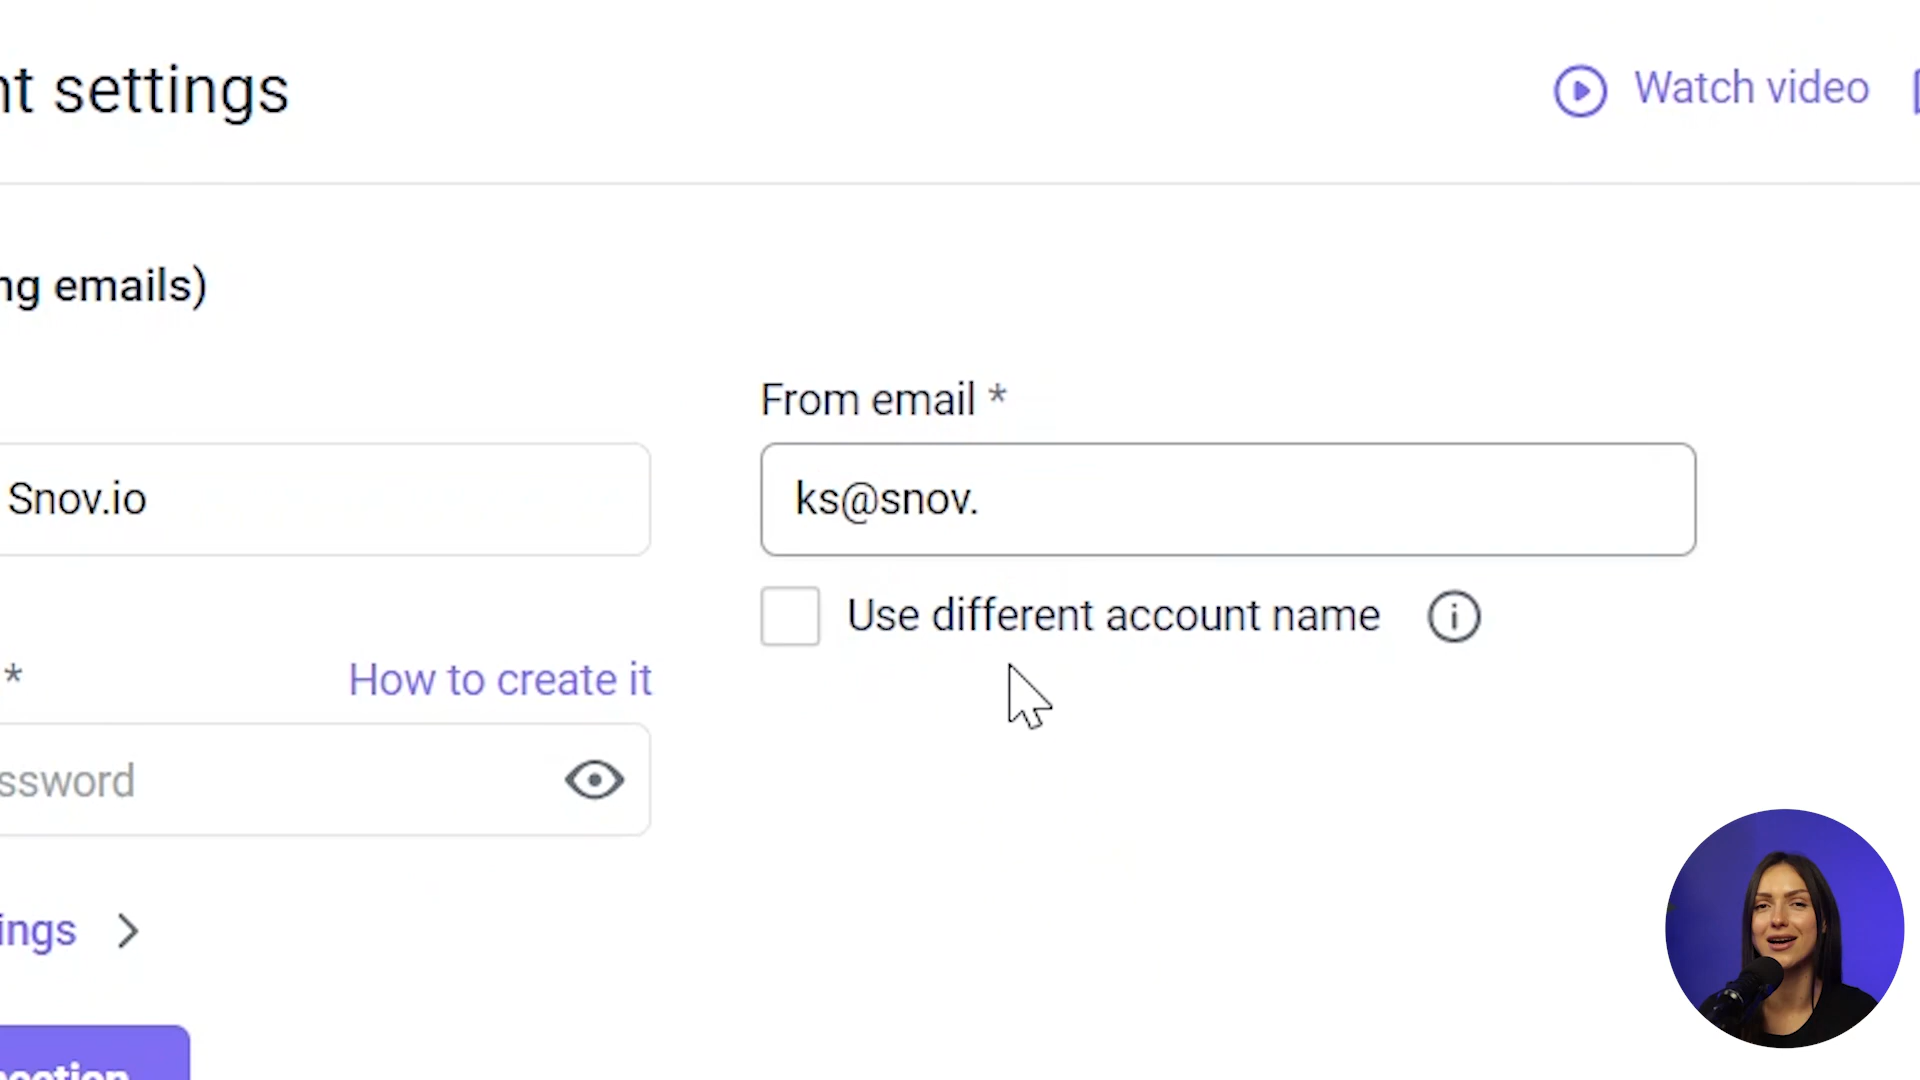 nt settings
Watch video
ng emails)
From email *
Snov.io
ks@snov.
Use different account name
*
How to create it
ssword
ings